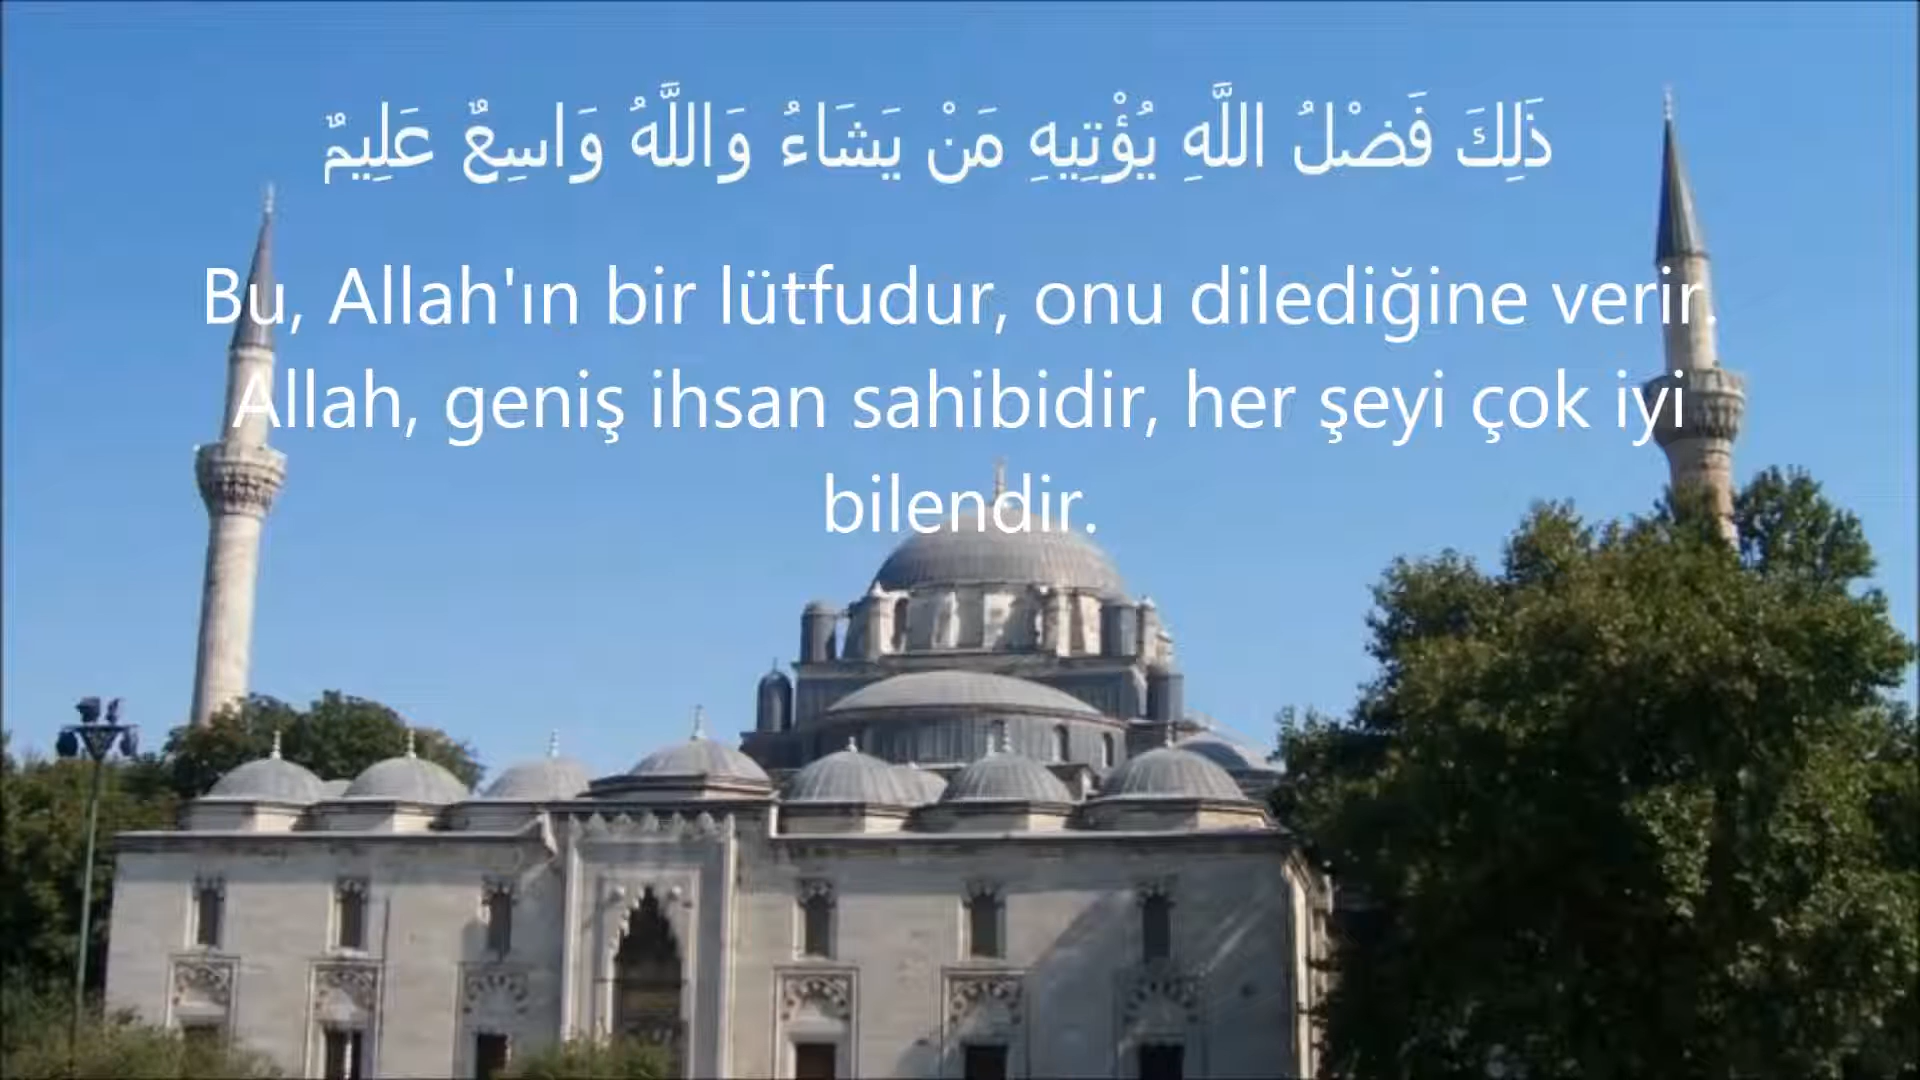 ذَلِكَ فَضْلُ اللَّهِ يُؤْتِيهِ مَنْ يَشَاءُ وَاللَّهُ وَاسِعٌ عَلِيمٌ
Bu, Allah'ın bir lütfudur, onu dilediğine verir.
Allah, geniş ihsan sahibidir, her şeyi çok iyi
bilendir.